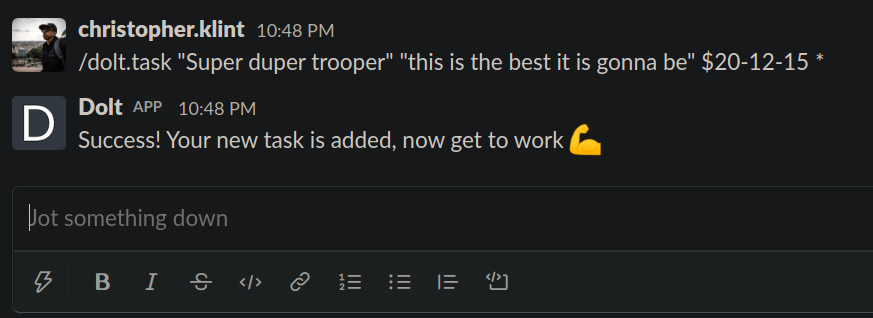 christopher.klint 10:48 PM
/dolt.task "Super duper trooper" "this is the best it is gonna be" $20-12-15 *
D
Dolt APP 10:48 PM
Success! Your new task is added, now get to work 💪
Jot something down
B I S </>